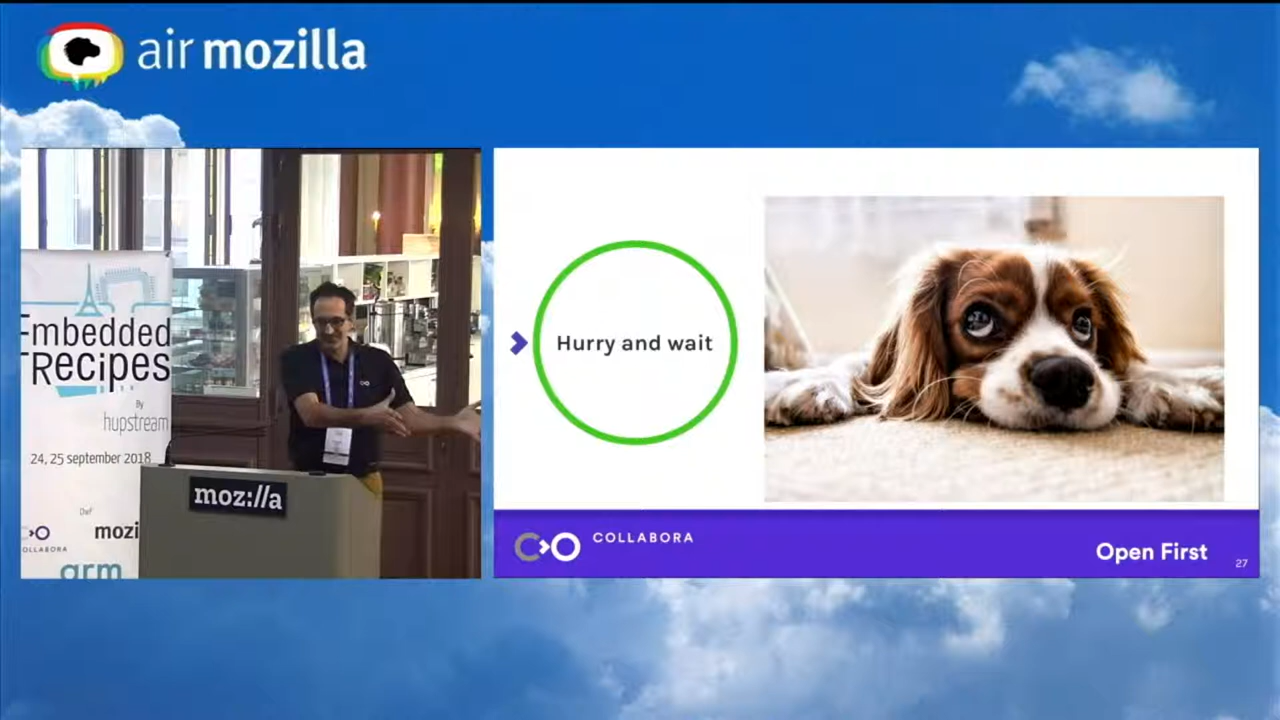 air mozilla
Embedded
Recipes
By
hupstream
24, 25 september 2018
mozi
COLLABORA
arm
moz://a
Hurry and wait
COLLABORA
Open First
27